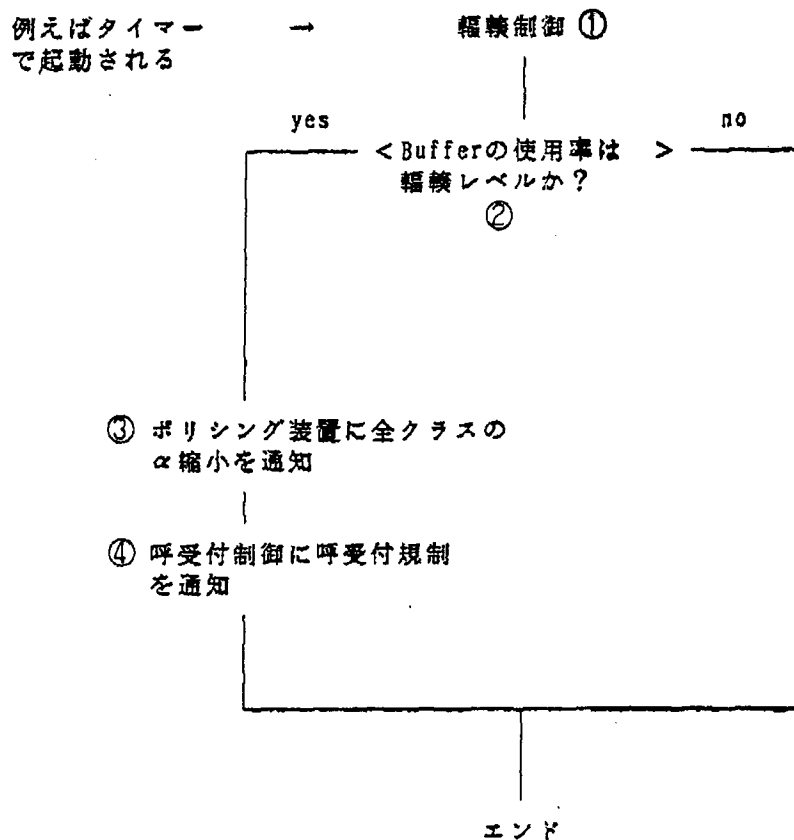 例えばタイマー → 輻輳制御 ①
で起動される
yes
no
<Bufferの使用率は >
輻輳レベルか?
②
③ ポリシング装置に全クラスの
α縮小を通知
④ 呼受付制御に呼受付規制
を通知
エンド